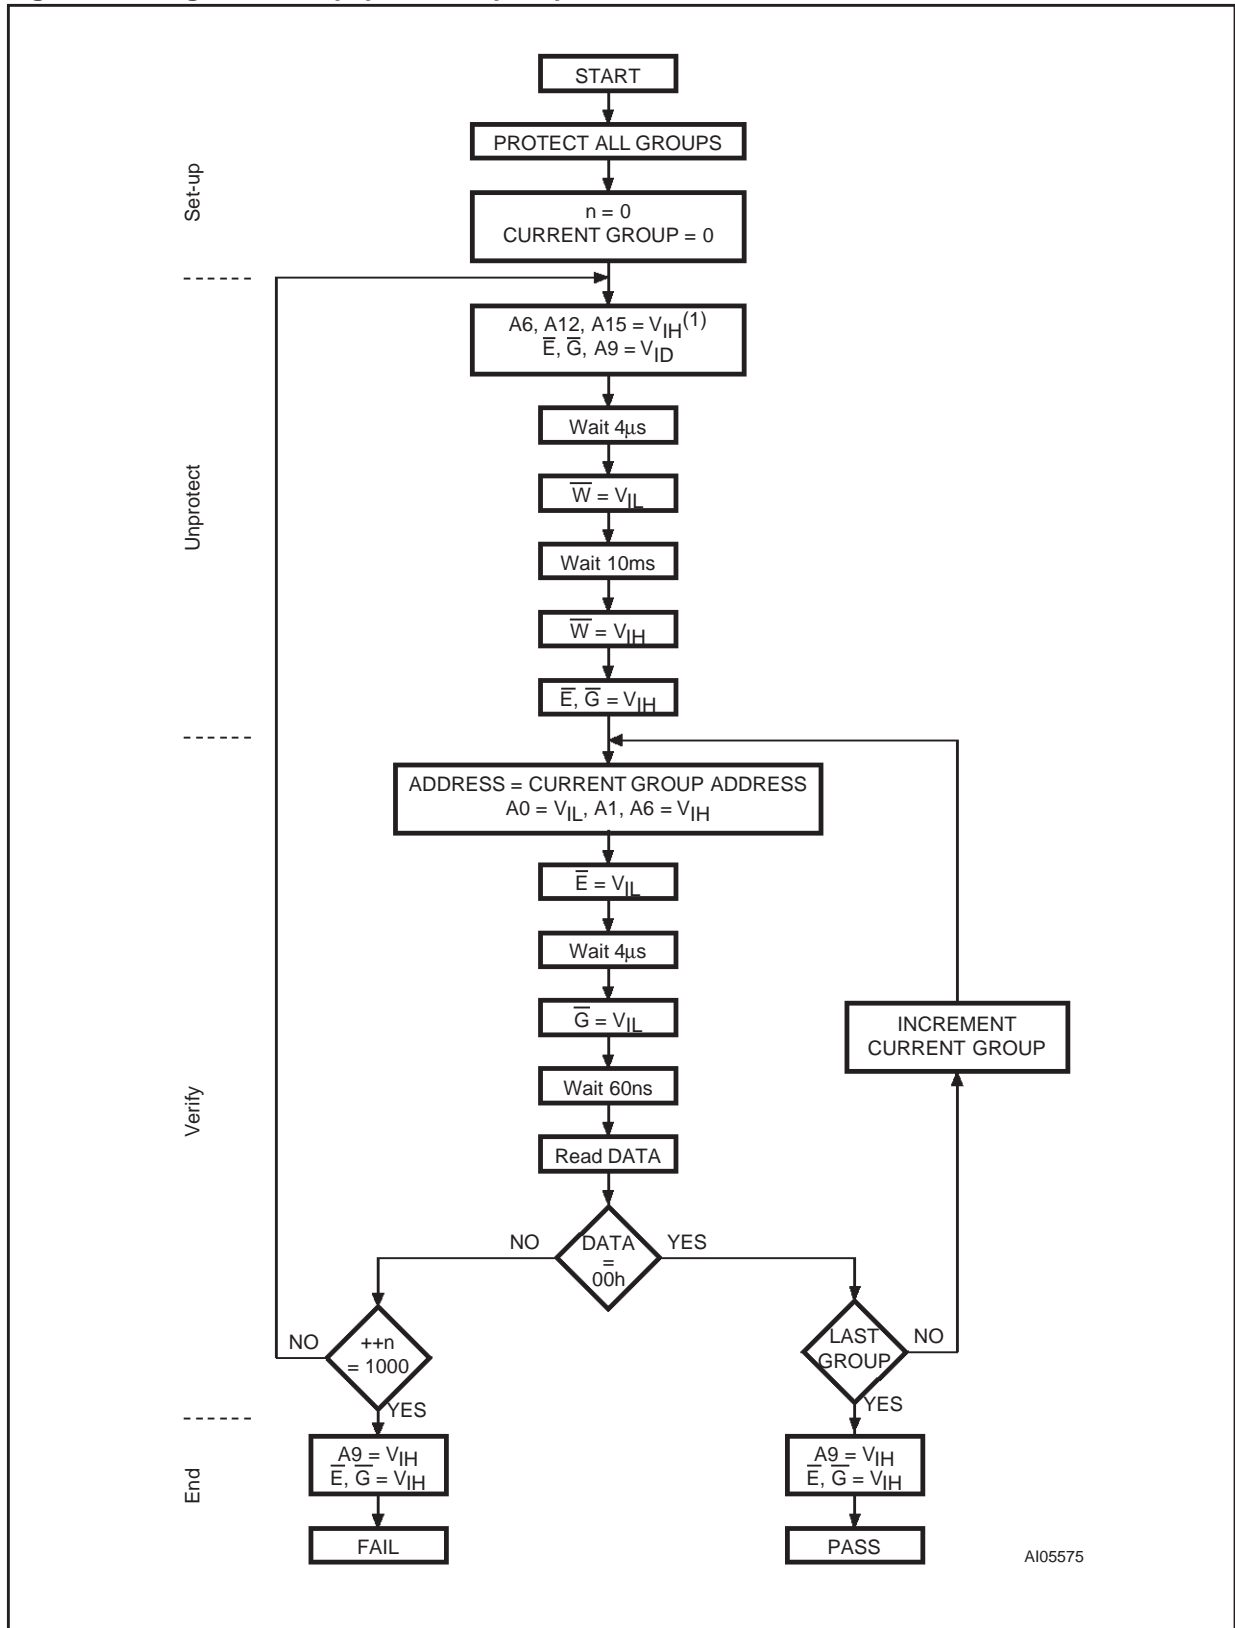 START
PROTECT ALL GROUPS
Set-up
n = 0
CURRENT GROUP = 0
A6, A12, A15 = VIH(1)
E̅, G̅, A9 = VID
Wait 4µs
Unprotect
W̅ = VIL
Wait 10ms
W̅ = VIH
E̅, G̅ = VIH
ADDRESS = CURRENT GROUP ADDRESS
A0 = VIL, A1, A6 = VIH
E̅ = VIL
Wait 4µs
G̅ = VIL
INCREMENT
CURRENT GROUP
Wait 60ns
Verify
Read DATA
NO
DATA
=
00h
YES
NO
++n
= 1000
YES
LAST
GROUP
NO
YES
End
A9 = VIH
E̅, G̅ = VIH
A9 = VIH
E̅, G̅ = VIH
FAIL
PASS
AI05575